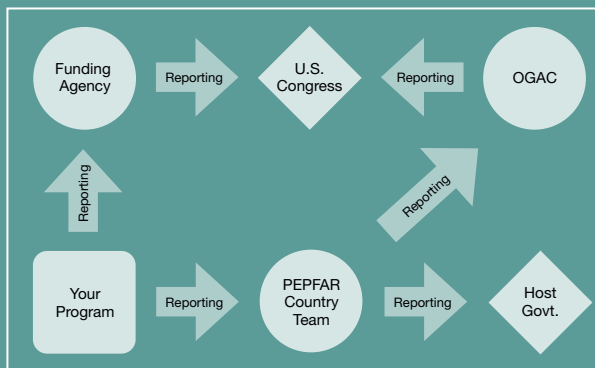 Funding
Agency
Reporting
U.S.
Congress
Reporting
OGAC
Reporting
Reporting
Your
Program
Reporting
PEPFAR
Country
Team
Reporting
Host
Govt.